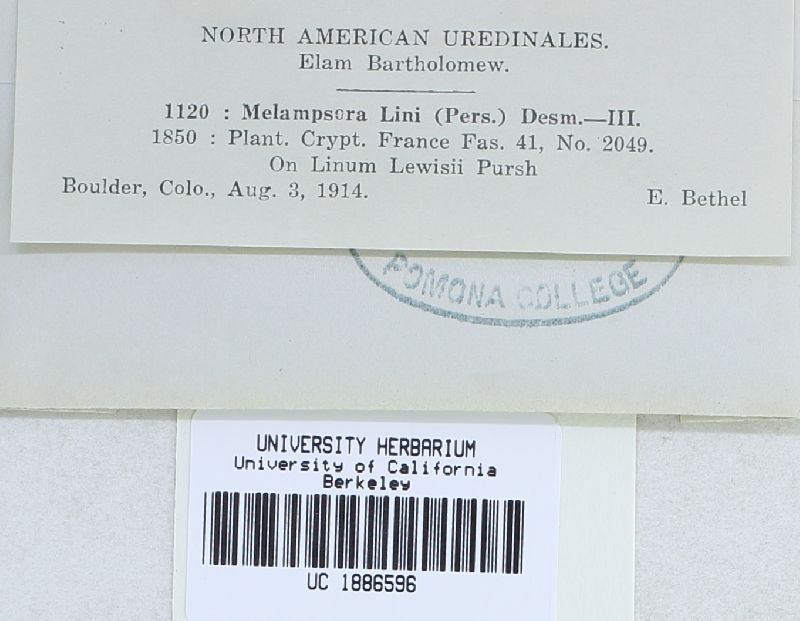 NORTH AMERICAN UREDINALES.
Elam Bartholomew.
1120 : Melampsora Lini (Pers.) Desm.—III.
1850 : Plant. Crypt. France Fas. 41, No. 2049.
On Linum Lewisii Pursh
Boulder, Colo., Aug. 3, 1914. E. Bethel
POMONA COLLEGE
UNIVERSITY HERBARIUM
University of California
Berkeley
UC 1886596